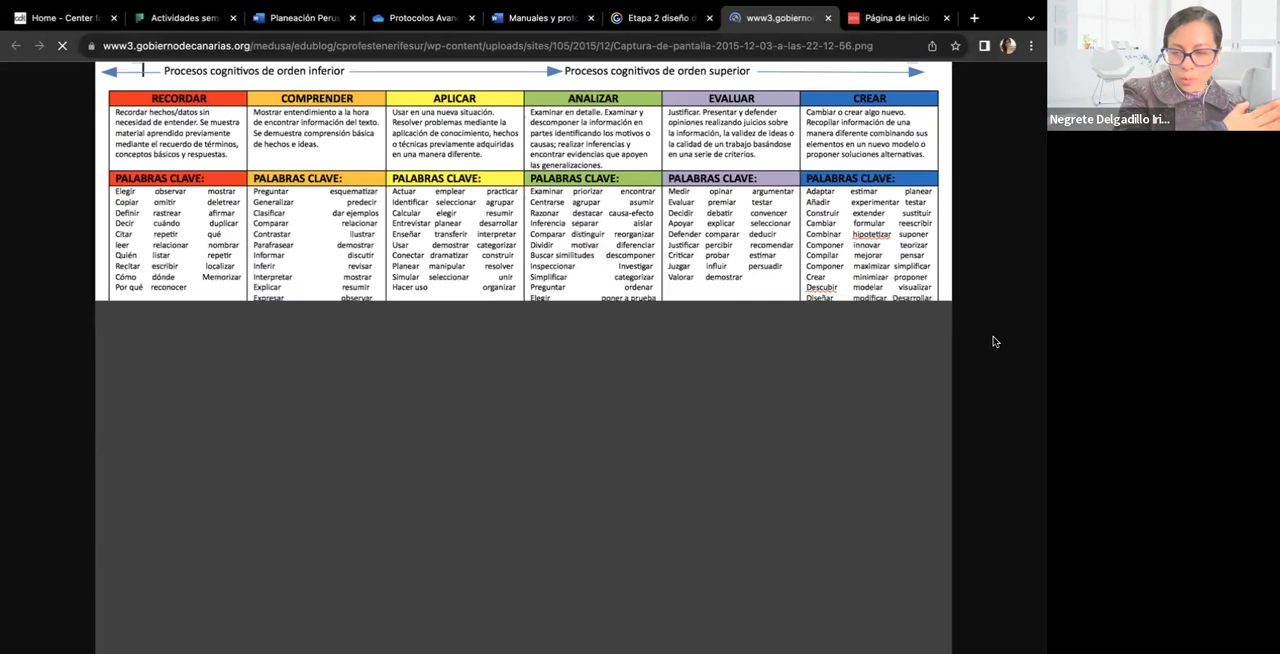 Home - Center f
Actividades sem
Planeación Perus
Protocolos Avan
Manuales y prot
Etapa 2 diseño d
www3.gobierno
Página de inicio
www3.gobiernodecanarias.org/medusa/edublog/cprofestenerifesur/wp-content/uploads/sites/105/2015/12/Captura-de-pantalla-2015-12-03-a-las-22-12-56.png
Negrete Delgadillo Iri...
Procesos cognitivos de orden inferior
Procesos cognitivos de orden superior
RECORDAR
Recordar hechos/datos sin
necesidad de entender. Se muestra
material aprendido previamente
mediante el recuerdo de términos,
conceptos básicos y respuestas.
PALABRAS CLAVE:
Elegir observar mostrar
Copiar omitir deletrear
Definir rastrear afirmar
Decir cuándo duplicar
Citar repetir qué
leer relacionar nombrar
Quién listar repetir
Recitar escribir localizar
Cómo dónde Memorizar
Por qué reconocer
COMPRENDER
Mostrar entendimiento a la hora
de encontrar información del texto.
Se demuestra comprensión básica
de hechos e ideas.
PALABRAS CLAVE:
Preguntar esquematizar
Generalizar predecir
Clasificar dar ejemplos
Comparar relacionar
Contrastar ilustrar
Parafrasear demostrar
Informar discutir
Inferir revisar
Interpretar mostrar
Explicar resumir
Expresar observar
APLICAR
Usar en una nueva situación.
Resolver problemas mediante la
aplicación de conocimiento, hechos
o técnicas previamente adquiridas
en una manera diferente.
PALABRAS CLAVE:
Actuar emplear practicar
Identificar seleccionar agrupar
Calcular elegir resumir
Entrevistar planear desarrollar
Enseñar transferir interpretar
Usar demostrar categorizar
Conectar dramatizar construir
Planear manipular resolver
Simular seleccionar unir
Hacer uso organizar
ANALIZAR
Examinar en detalle. Examinar y
descomponer la información en
partes identificando los motivos o
causas; realizar inferencias y
encontrar evidencias que apoyen
las generalizaciones.
PALABRAS CLAVE:
Examinar priorizar encontrar
Centrarse agrupar asumir
Razonar destacar causa-efecto
Inferencia separar aislar
Comparar distinguir reorganizar
Dividir motivar diferenciar
Buscar similitudes descomponer
Inspeccionar Investigar
Simplificar categorizar
Preguntar ordenar
Elegir poner a prueba
EVALUAR
Justificar. Presentar y defender
opiniones realizando juicios sobre
la información, la validez de ideas o
la calidad de un trabajo basándose
en una serie de criterios.
PALABRAS CLAVE:
Medir opinar argumentar
Evaluar premiar testar
Decidir debatir convencer
Apoyar explicar seleccionar
Defender comparar deducir
Justificar percibir recomendar
Criticar probar estimar
Juzgar influir persuadir
Valorar demostrar
CREAR
Cambiar o crear algo nuevo.
Recopilar información de una
manera diferente combinando sus
elementos en un nuevo modelo o
proponer soluciones alternativas.
PALABRAS CLAVE:
Adaptar estimar planear
Añadir experimentar testar
Construir extender sustituir
Cambiar formular reescribir
Combinar hipotetizar suponer
Componer innovar teorizar
Compilar mejorar pensar
Componer maximizar simplificar
Crear minimizar proponer
Descubir modelar visualizar
Diseñar modificar Desarrollar